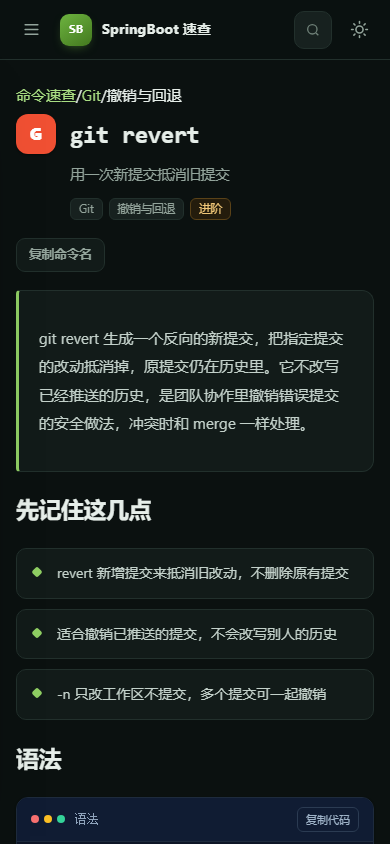 SB SpringBoot 速查
命令速查/Git/撤销与回退
G git revert
用一次新提交抵消旧提交
Git 撤销与回退 进阶
复制命令名
git revert 生成一个反向的新提交，把指定提交
的改动抵消掉，原提交仍在历史里。它不改写
已经推送的历史，是团队协作里撤销错误提交
的安全做法，冲突时和 merge 一样处理。
先记住这几点
revert 新增提交来抵消旧改动，不删除原有提交
适合撤销已推送的提交，不会改写别人的历史
-n 只改工作区不提交，多个提交可一起撤销
语法
语法 复制代码